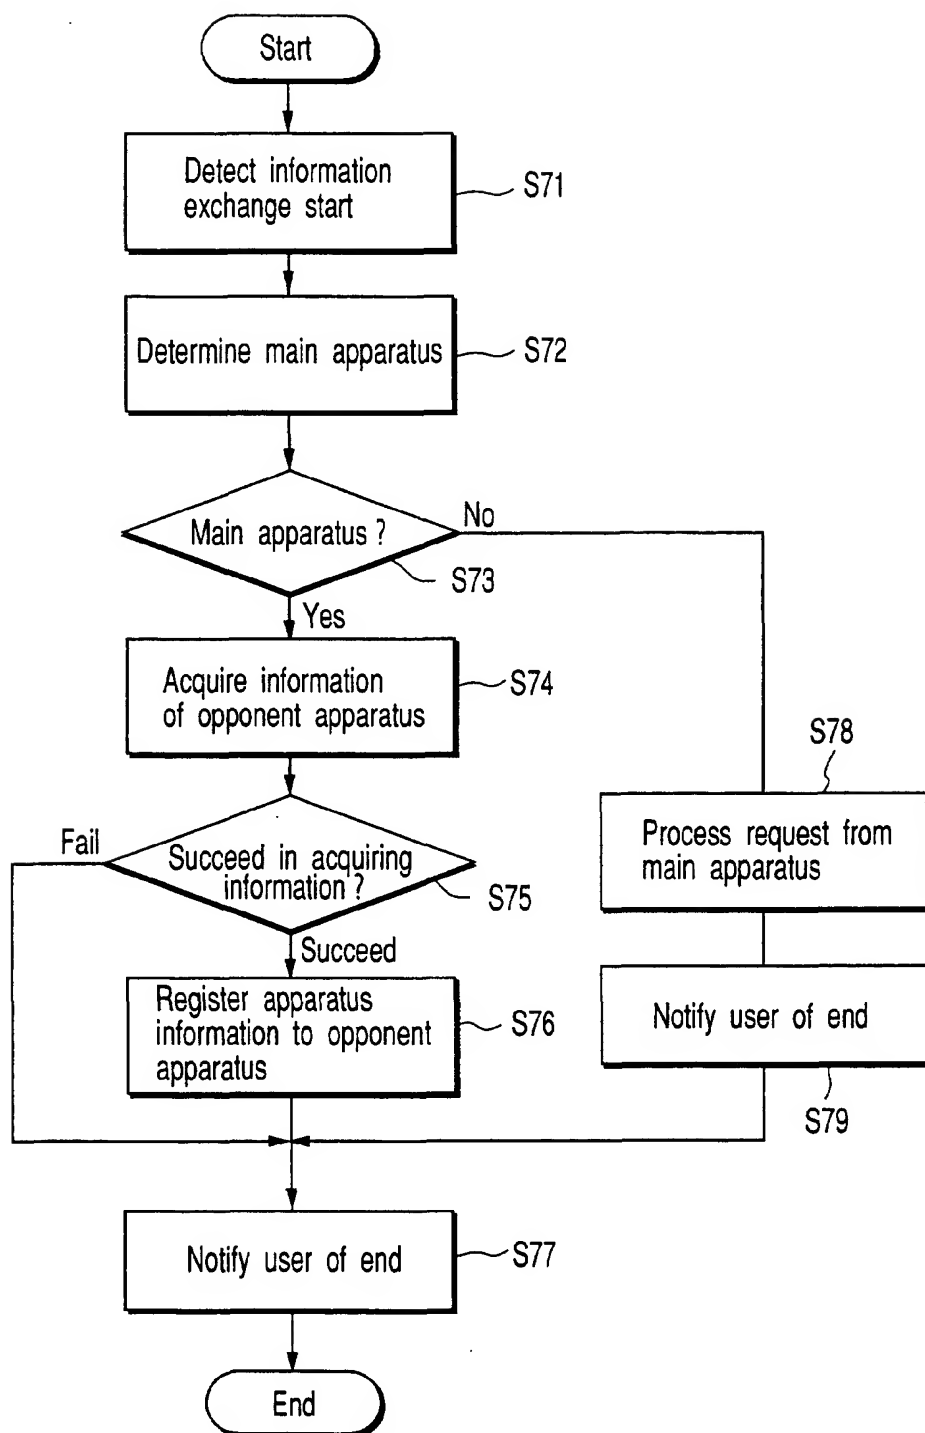 Start
Detect information
exchange start
S71
Determine main apparatus
S72
Main apparatus ?
No
S73
Yes
Acquire information
of opponent apparatus
S74
S78
Process request from
main apparatus
Fail
Succeed in acquiring
information ?
S75
Succeed
Register apparatus
information to opponent
apparatus
S76
Notify user of end
S79
Notify user of end
S77
End